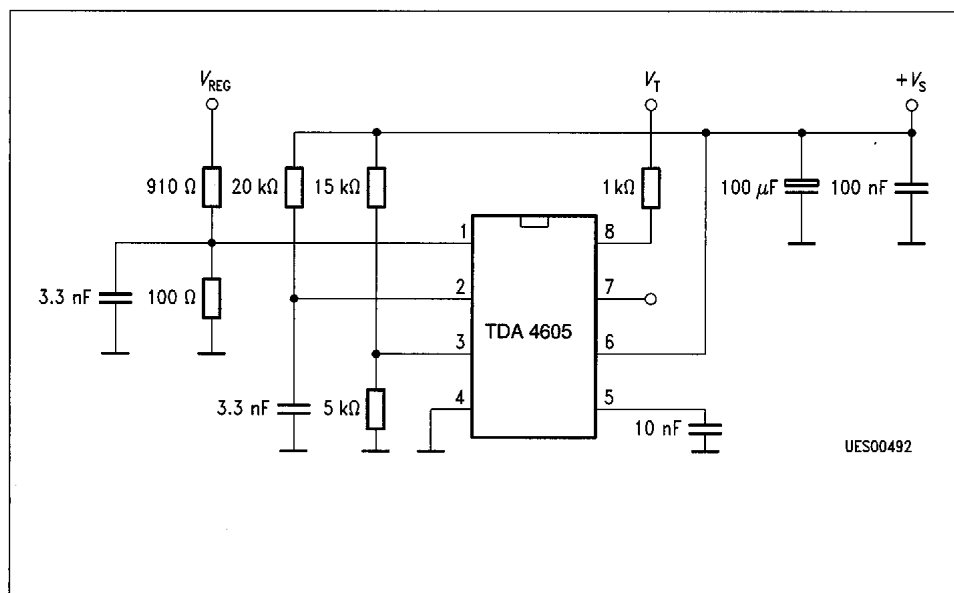 V_REG
V_T
+V_S
910 Ω
20 kΩ
15 kΩ
1 kΩ
100 µF
100 nF
1
8
3.3 nF
100 Ω
2
7
TDA 4605
3
6
3.3 nF
5 kΩ
4
5
10 nF
UES00492